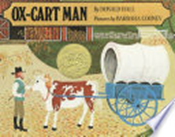 OX-CART MAN
By DONALD HALL
Pictures by BARBARA COONEY